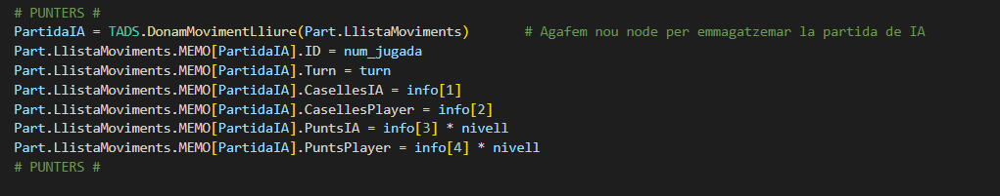 # PUNTERS #
PartidaIA = TADS.DonamMovimentLliure(Part.LlistaMoviments)       # Agafem nou node per emmagatzemar la partida de IA
Part.LlistaMoviments.MEMO[PartidaIA].ID = num_jugada
Part.LlistaMoviments.MEMO[PartidaIA].Turn = turn
Part.LlistaMoviments.MEMO[PartidaIA].CasellesIA = info[1]
Part.LlistaMoviments.MEMO[PartidaIA].CasellesPlayer = info[2]
Part.LlistaMoviments.MEMO[PartidaIA].PuntsIA = info[3] * nivell
Part.LlistaMoviments.MEMO[PartidaIA].PuntsPlayer = info[4] * nivell
# PUNTERS #